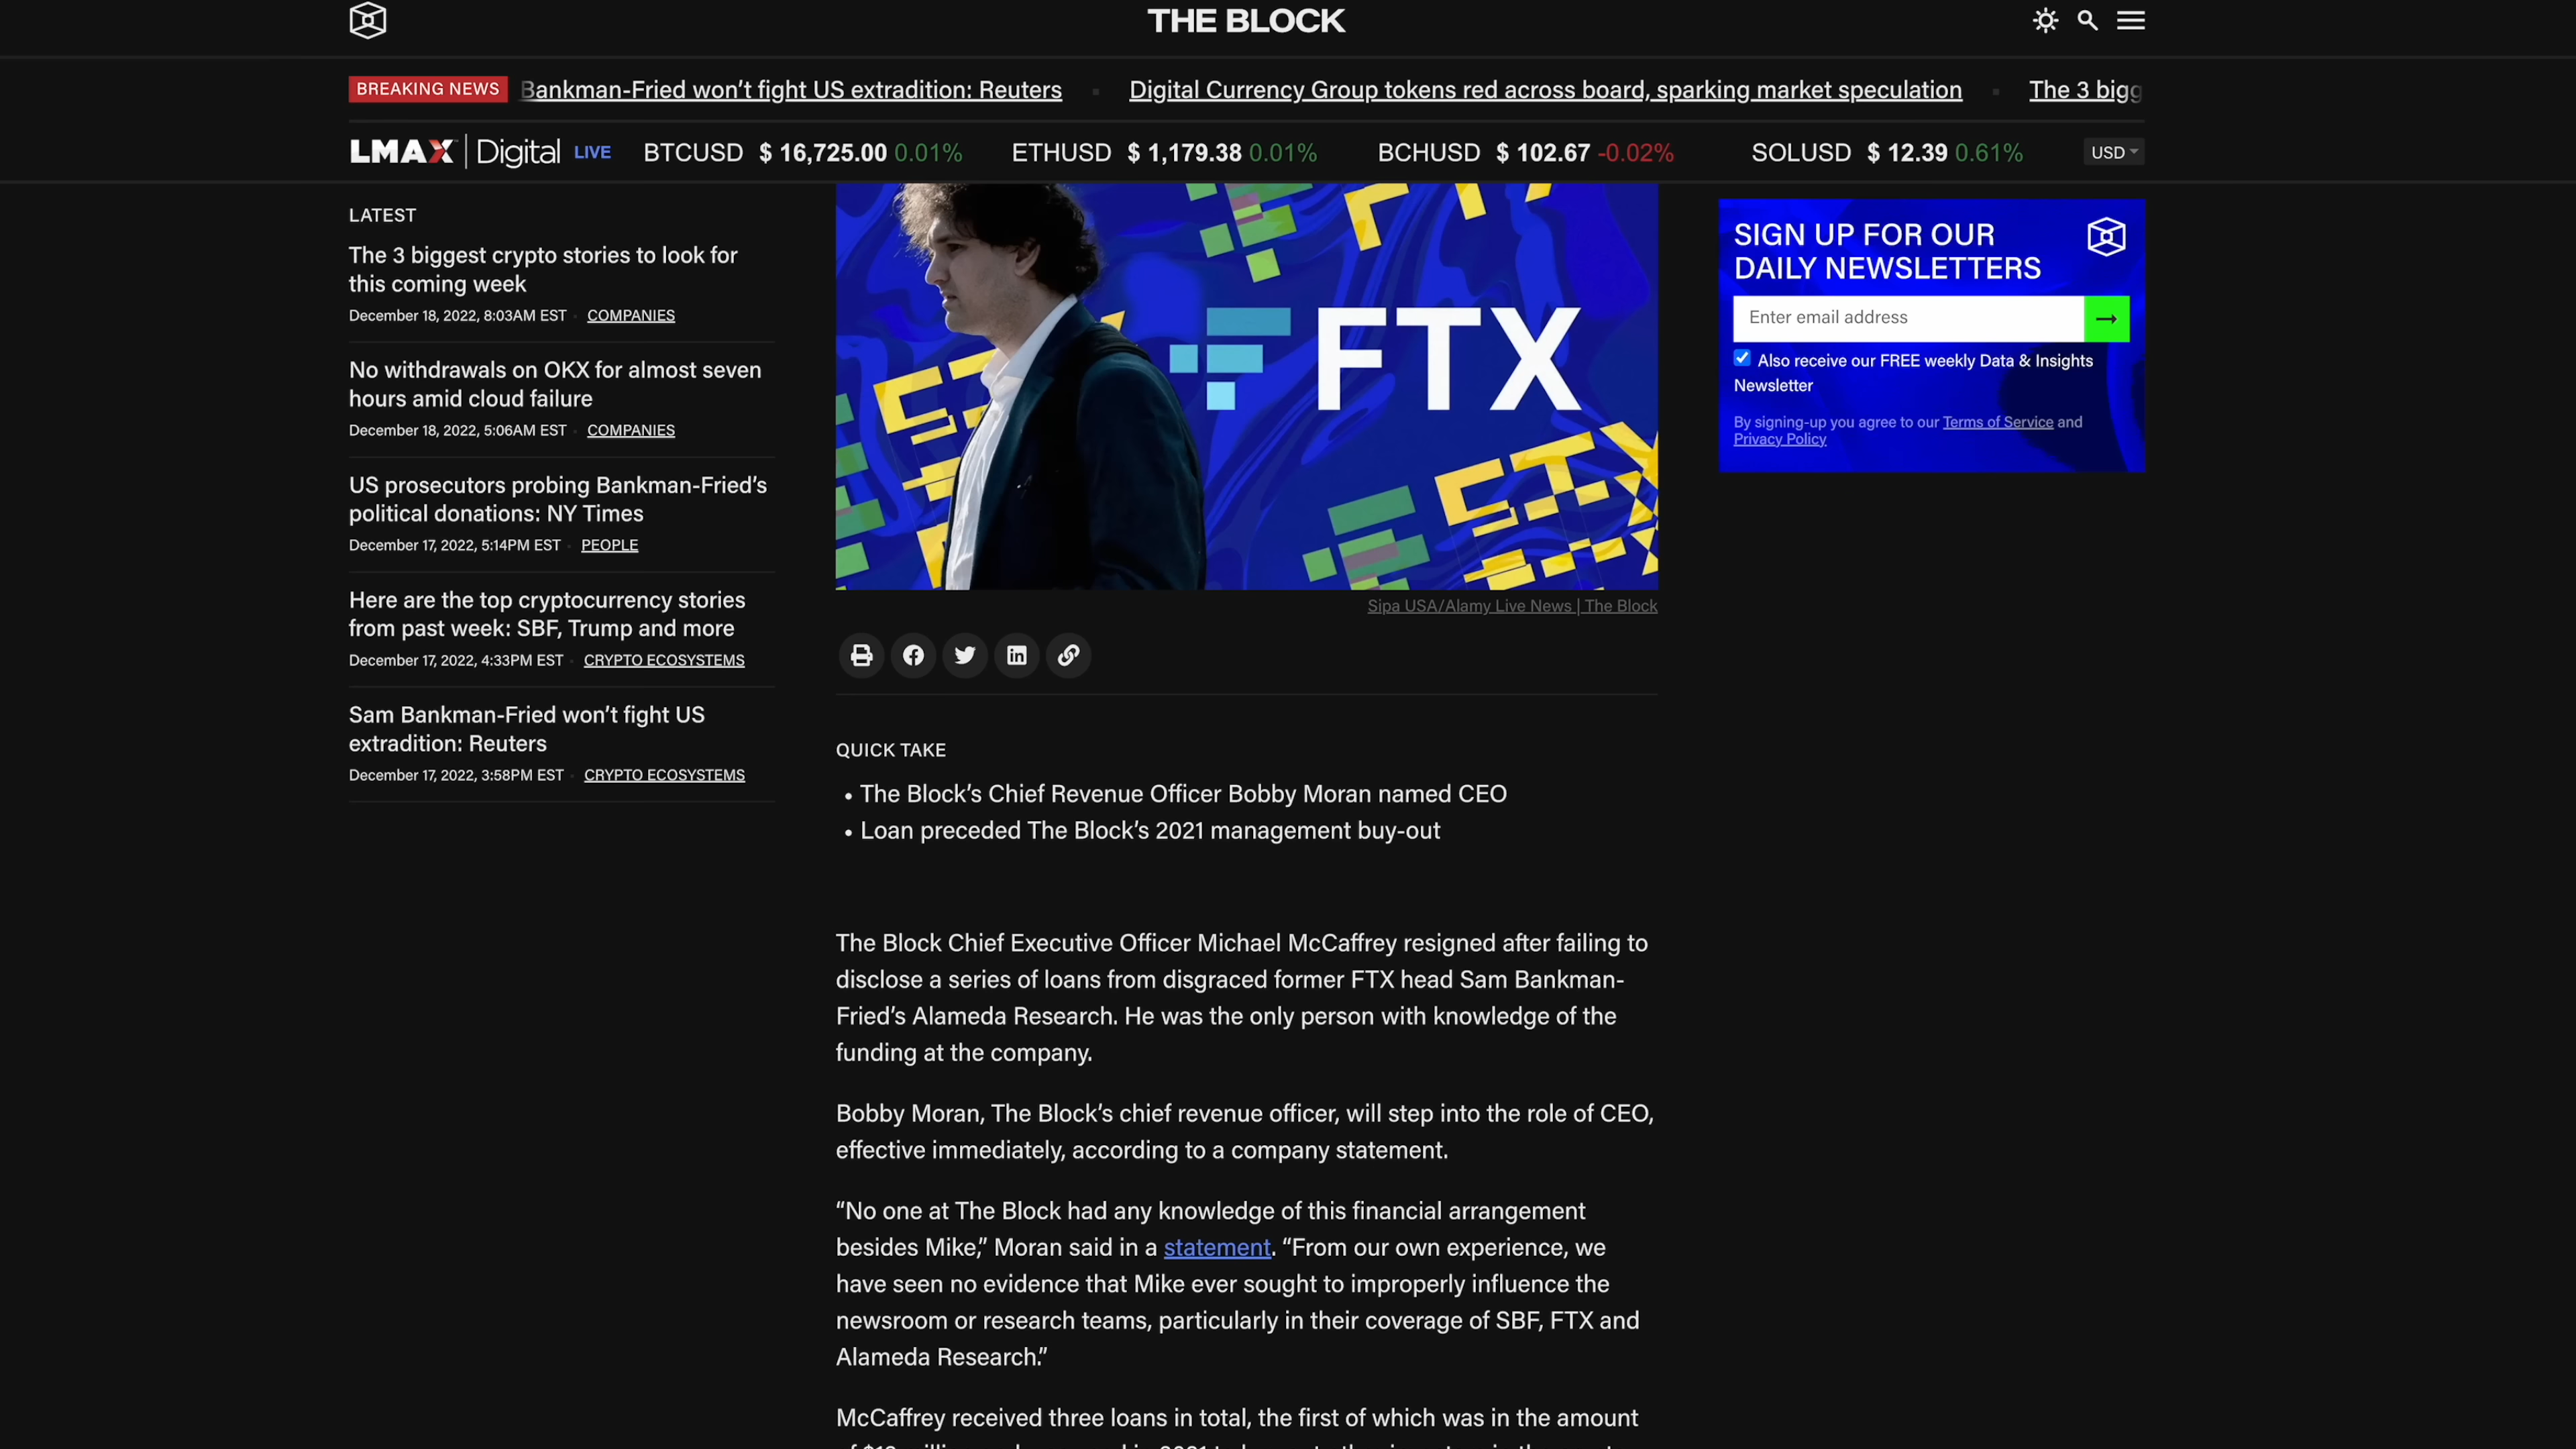 THE BLOCK
BREAKING NEWS
Bankman-Fried won’t fight US extradition: Reuters
Digital Currency Group tokens red across board, sparking market speculation
The 3 bigg
LMAX Digital LIVE
BTCUSD $ 16,725.00 0.01%
ETHUSD $ 1,179.38 0.01%
BCHUSD $ 102.67 -0.02%
SOLUSD $ 12.39 0.61%
USD
LATEST
The 3 biggest crypto stories to look for
this coming week
December 18, 2022, 8:03AM EST COMPANIES
No withdrawals on OKX for almost seven
hours amid cloud failure
December 18, 2022, 5:06AM EST COMPANIES
US prosecutors probing Bankman-Fried’s
political donations: NY Times
December 17, 2022, 5:14PM EST PEOPLE
Here are the top cryptocurrency stories
from past week: SBF, Trump and more
December 17, 2022, 4:33PM EST CRYPTO ECOSYSTEMS
Sam Bankman-Fried won’t fight US
extradition: Reuters
December 17, 2022, 3:58PM EST CRYPTO ECOSYSTEMS
FTX
Sipa USA/Alamy Live News | The Block
QUICK TAKE
• The Block’s Chief Revenue Officer Bobby Moran named CEO
• Loan preceded The Block’s 2021 management buy-out
The Block Chief Executive Officer Michael McCaffrey resigned after failing to
disclose a series of loans from disgraced former FTX head Sam Bankman-
Fried’s Alameda Research. He was the only person with knowledge of the
funding at the company.
Bobby Moran, The Block’s chief revenue officer, will step into the role of CEO,
effective immediately, according to a company statement.
“No one at The Block had any knowledge of this financial arrangement
besides Mike,” Moran said in a statement. “From our own experience, we
have seen no evidence that Mike ever sought to improperly influence the
newsroom or research teams, particularly in their coverage of SBF, FTX and
Alameda Research.”
McCaffrey received three loans in total, the first of which was in the amount
SIGN UP FOR OUR
DAILY NEWSLETTERS
Enter email address
Also receive our FREE weekly Data & Insights
Newsletter
By signing-up you agree to our Terms of Service and
Privacy Policy